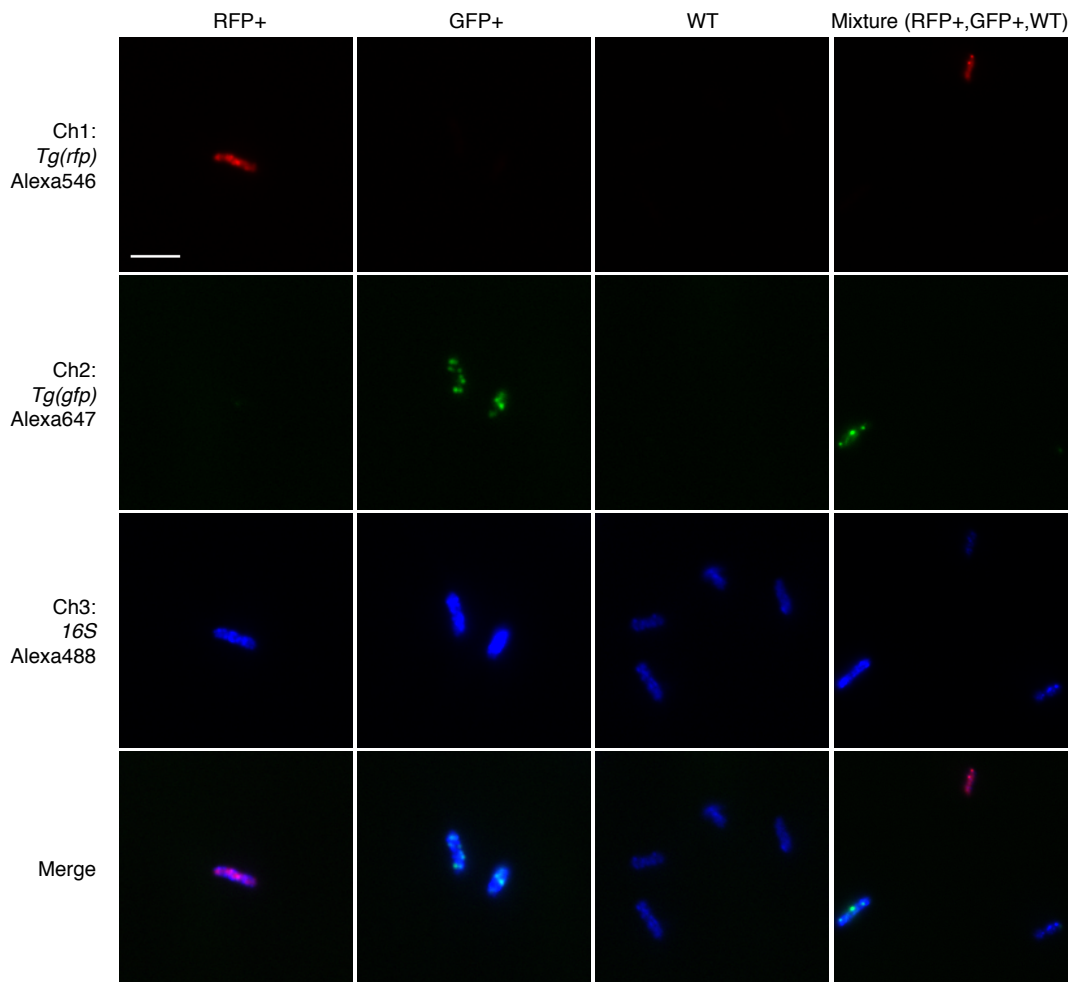 RFP+
GFP+
WT
Mixture (RFP+,GFP+,WT)
Ch1:
Tg(rfp)
Alexa546
Ch2:
Tg(gfp)
Alexa647
Ch3:
16S
Alexa488
Merge